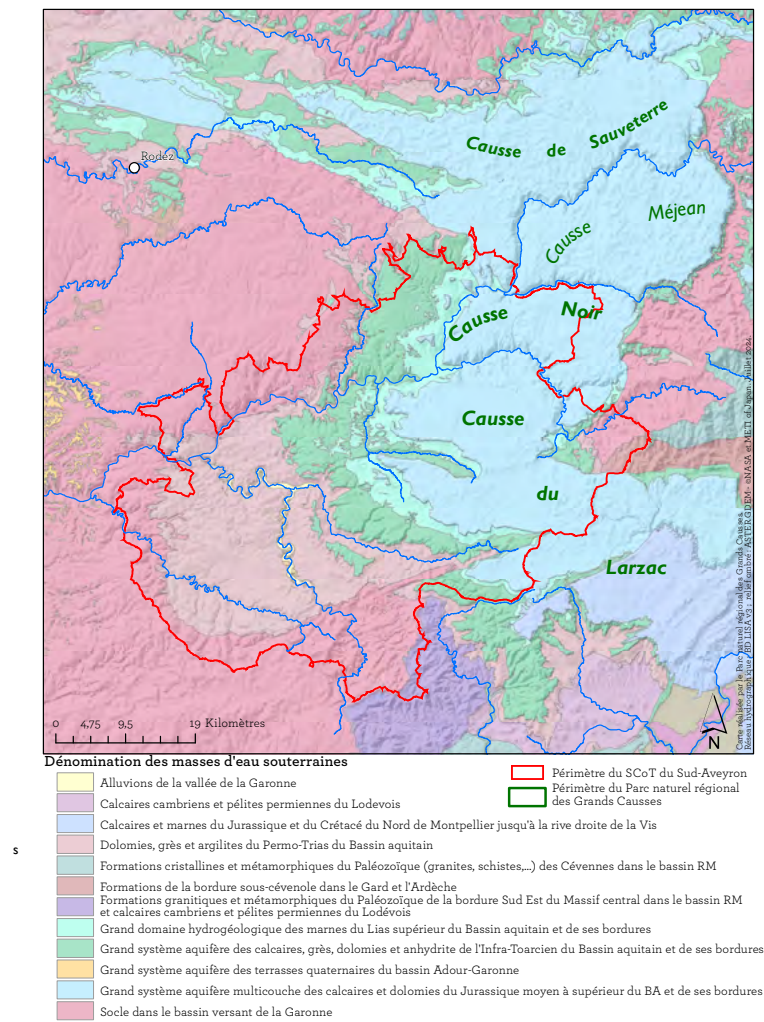 Causse de Sauveterre
Rodez
Causse Méjean
Causse Noir
Causse
du
Larzac
0 4,75 9,5 19 Kilomètres
N
Carte réalisée par le Parc naturel régional des Grands Causses.
Réseau hydrographique : BD LISA v3 ; relief ombré : ASTERGDEM - ©NASA et METI of Japan. Juillet 2024
Dénomination des masses d'eau souterraines
Alluvions de la vallée de la Garonne
Calcaires cambriens et pélites permiennes du Lodevois
Calcaires et marnes du Jurassique et du Crétacé du Nord de Montpellier jusqu'à la rive droite de la Vis
Dolomies, grès et argilites du Permo-Trias du Bassin aquitain
s
Formations cristallines et métamorphiques du Paléozoïque (granites, schistes,...) des Cévennes dans le bassin RM
Formations de la bordure sous-cévenole dans le Gard et l'Ardèche
Formations granitiques et métamorphiques du Paléozoïque de la bordure Sud Est du Massif central dans le bassin RM
et calcaires cambriens et pélites permiennes du Lodévois
Grand domaine hydrogéologique des marnes du Lias supérieur du Bassin aquitain et de ses bordures
Grand système aquifère des calcaires, grès, dolomies et anhydrite de l'Infra-Toarcien du Bassin aquitain et de ses bordures
Grand système aquifère des terrasses quaternaires du bassin Adour-Garonne
Grand système aquifère multicouche des calcaires et dolomies du Jurassique moyen à supérieur du BA et de ses bordures
Socle dans le bassin versant de la Garonne
Périmètre du SCoT du Sud-Aveyron
Périmètre du Parc naturel régional
des Grands Causses